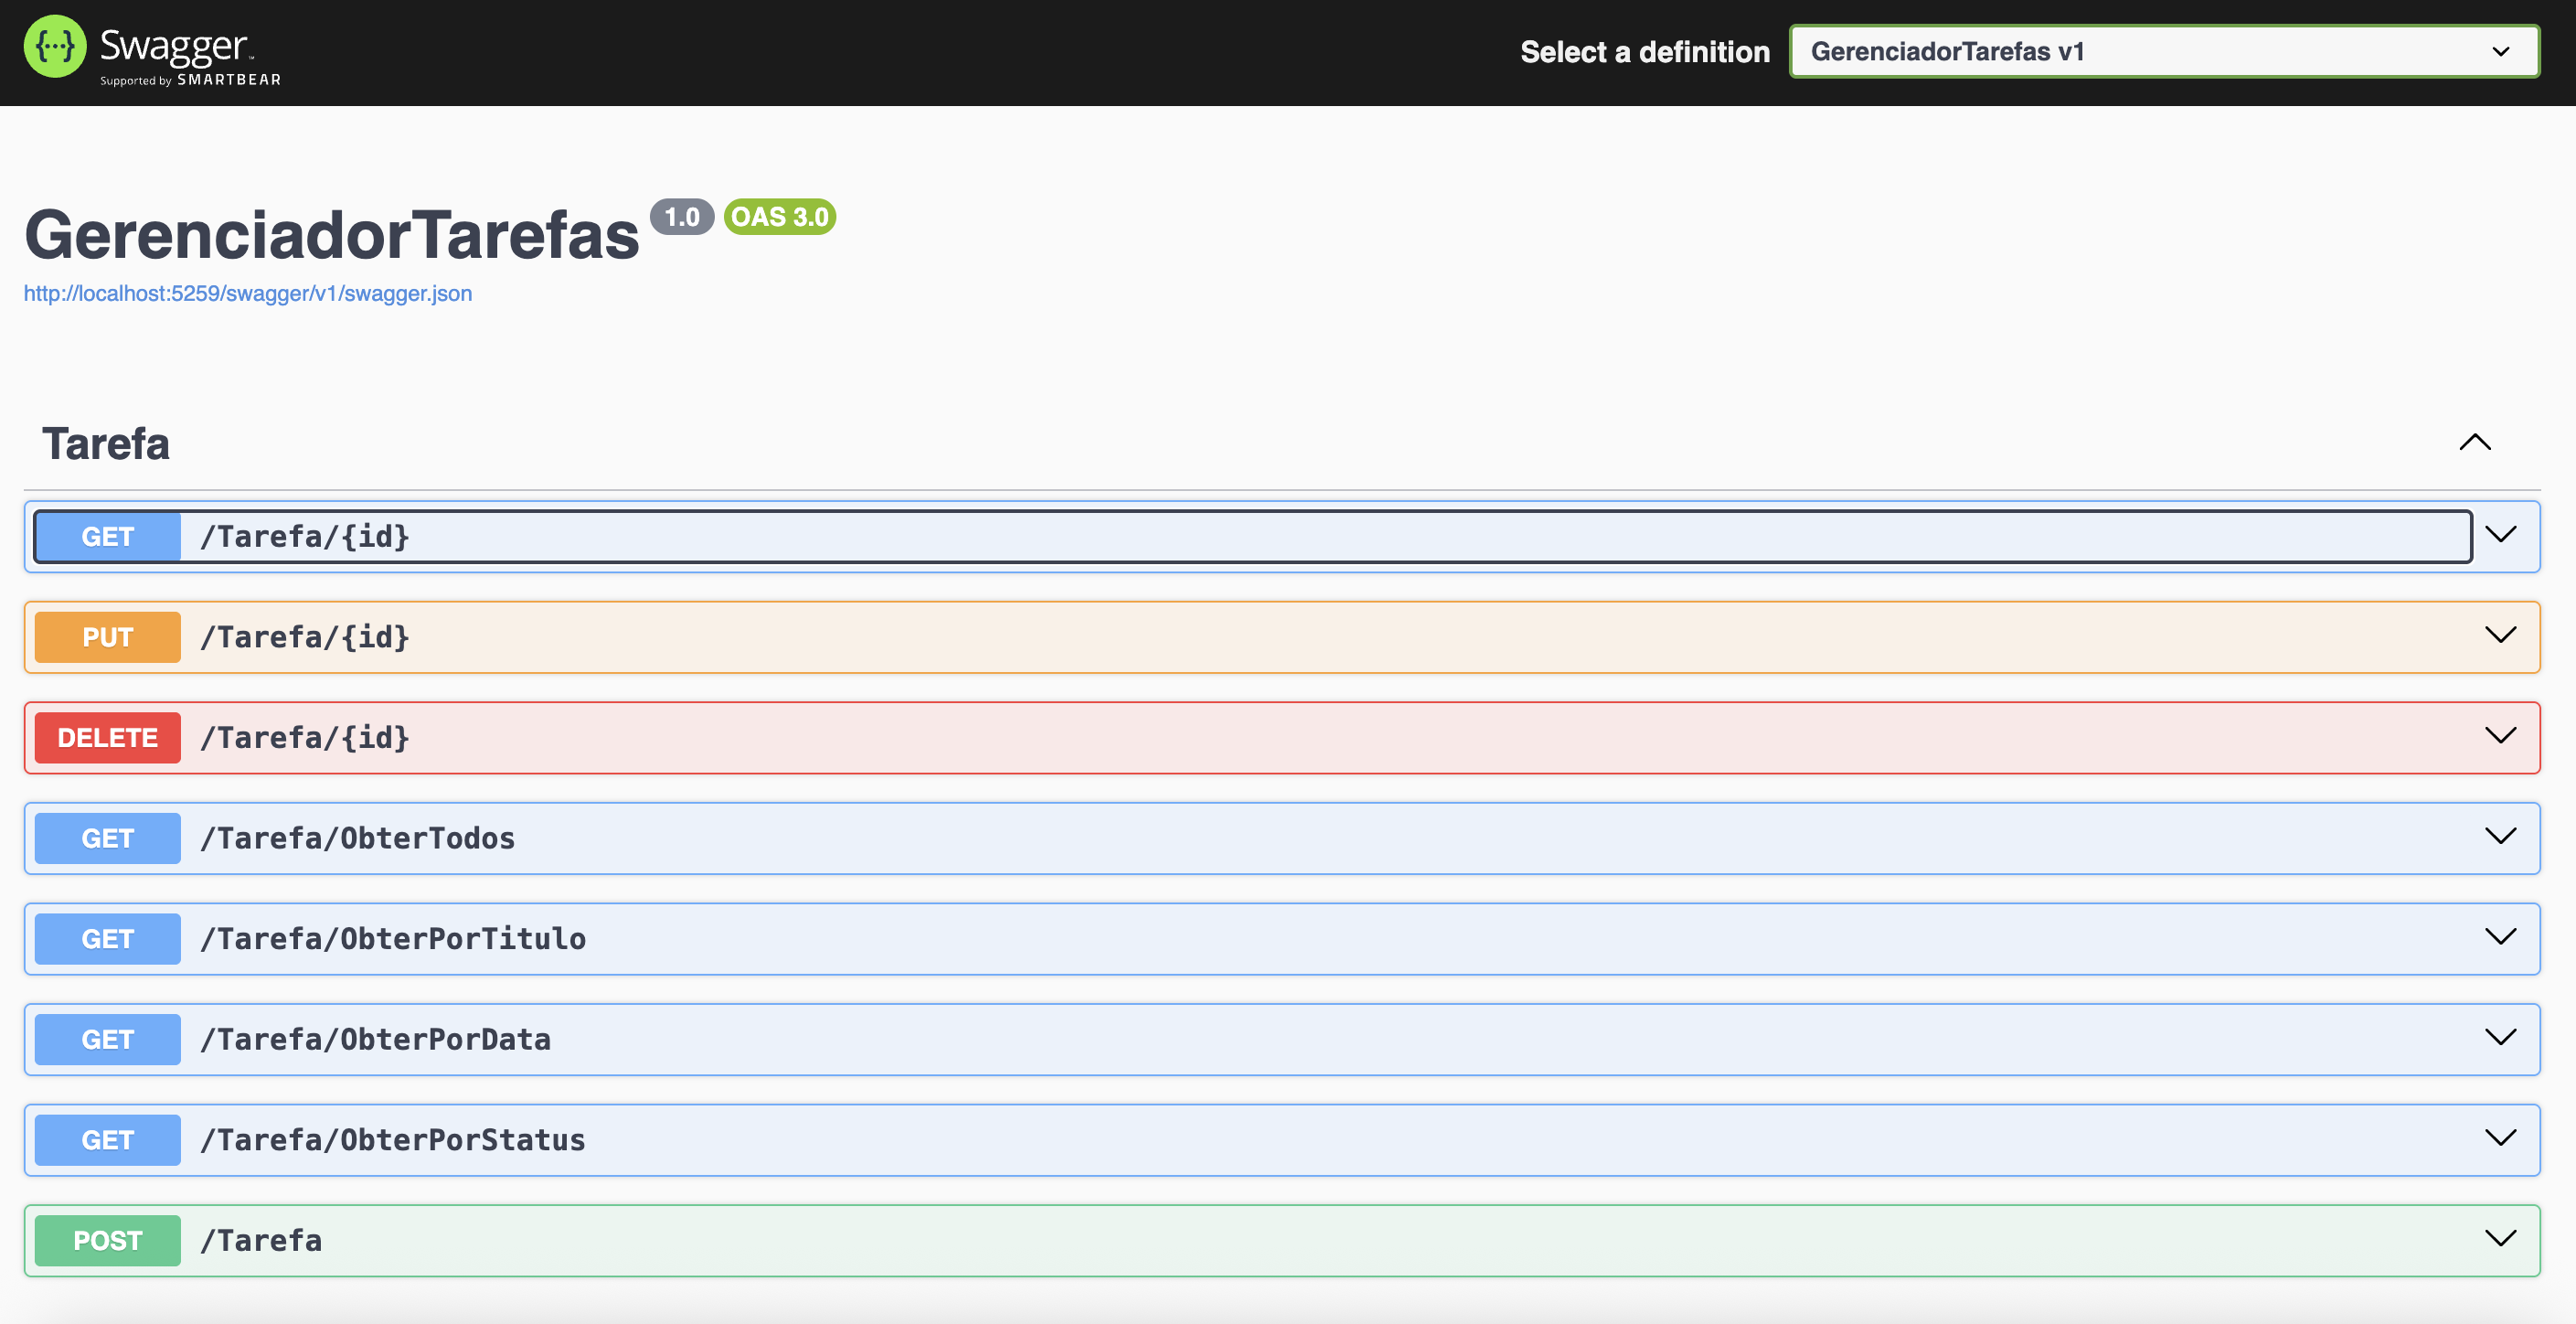 Swagger™
Supported by SMARTBEAR
Select a definition
GerenciadorTarefas v1
GerenciadorTarefas 1.0 OAS 3.0
http://localhost:5259/swagger/v1/swagger.json
Tarefa
GET /Tarefa/{id}
PUT /Tarefa/{id}
DELETE /Tarefa/{id}
GET /Tarefa/ObterTodos
GET /Tarefa/ObterPorTitulo
GET /Tarefa/ObterPorData
GET /Tarefa/ObterPorStatus
POST /Tarefa